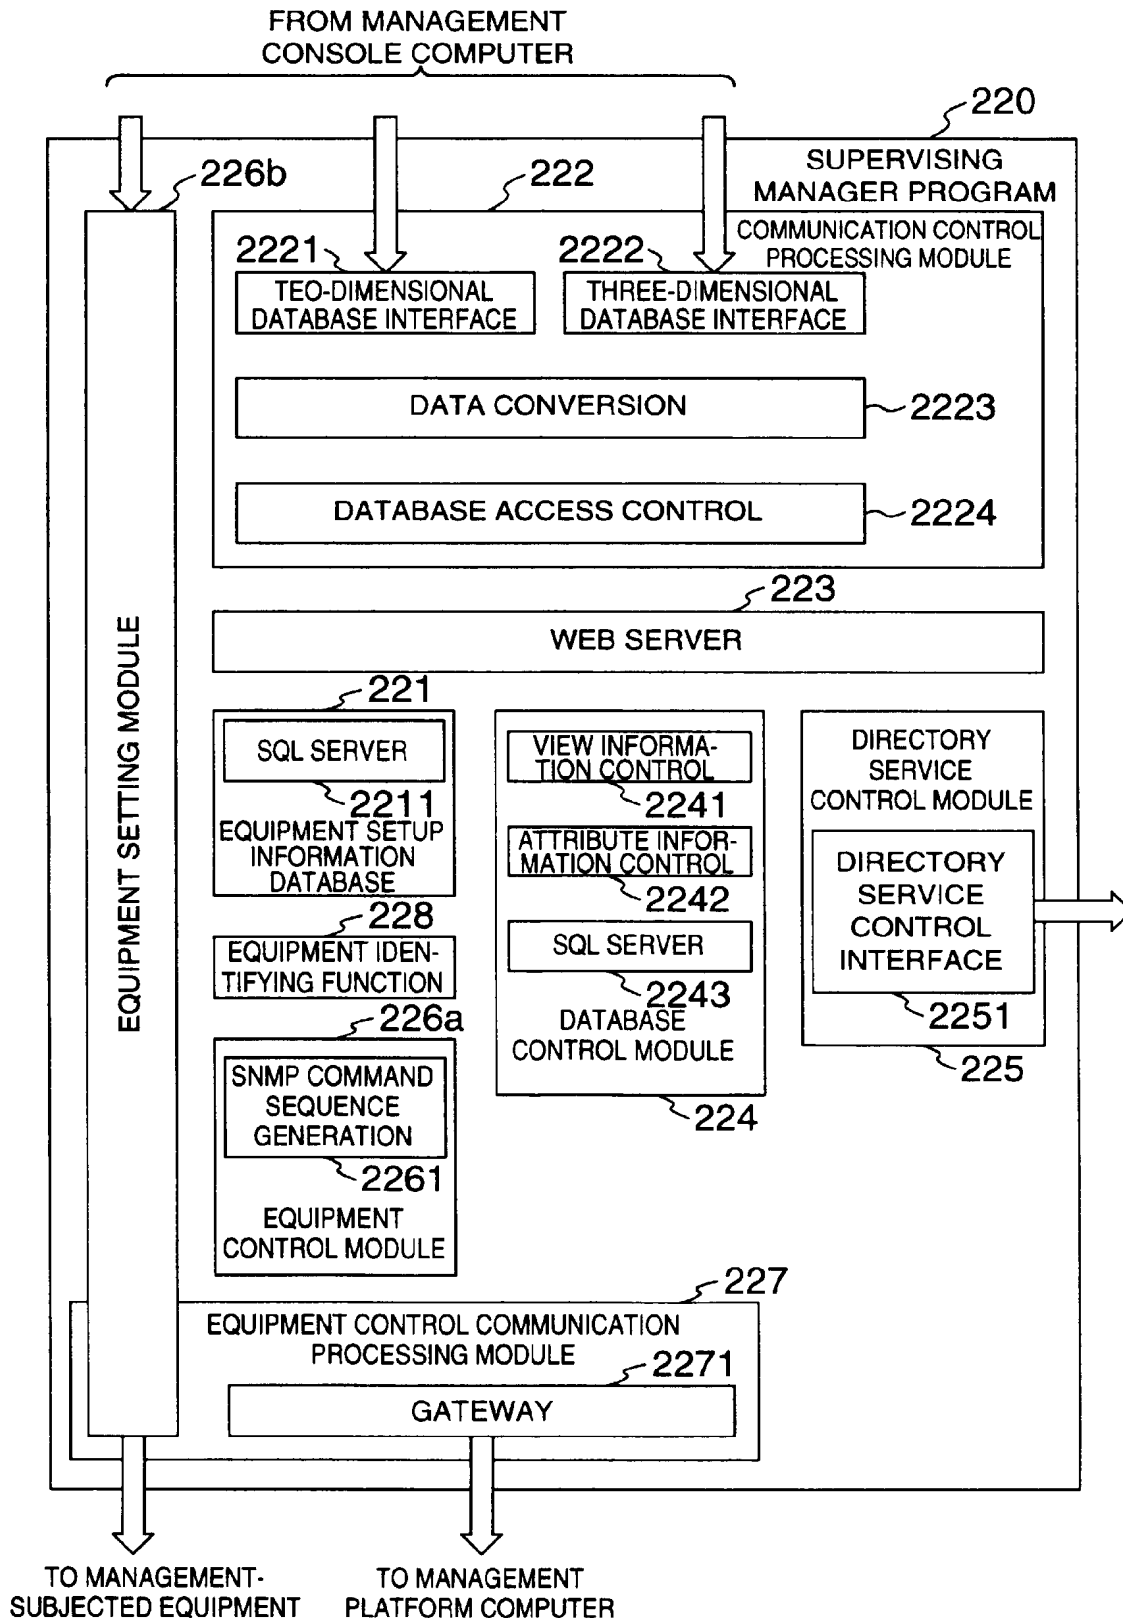 FROM MANAGEMENT
CONSOLE COMPUTER
220
SUPERVISING
MANAGER PROGRAM
226b
222
COMMUNICATION CONTROL
PROCESSING MODULE
2221
2222
TEO-DIMENSIONAL
DATABASE INTERFACE
THREE-DIMENSIONAL
DATABASE INTERFACE
DATA CONVERSION
2223
DATABASE ACCESS CONTROL
2224
223
WEB SERVER
EQUIPMENT SETTING MODULE
221
SQL SERVER
2211
EQUIPMENT SETUP
INFORMATION
DATABASE
228
EQUIPMENT IDEN-
TIFYING FUNCTION
226a
SNMP COMMAND
SEQUENCE
GENERATION
2261
EQUIPMENT
CONTROL MODULE
VIEW INFORMA-
TION CONTROL
2241
ATTRIBUTE INFOR-
MATION CONTROL
2242
SQL SERVER
2243
DATABASE
CONTROL MODULE
224
DIRECTORY
SERVICE
CONTROL MODULE
DIRECTORY
SERVICE
CONTROL
INTERFACE
2251
225
227
EQUIPMENT CONTROL COMMUNICATION
PROCESSING MODULE
2271
GATEWAY
TO MANAGEMENT-
SUBJECTED EQUIPMENT
TO MANAGEMENT
PLATFORM COMPUTER